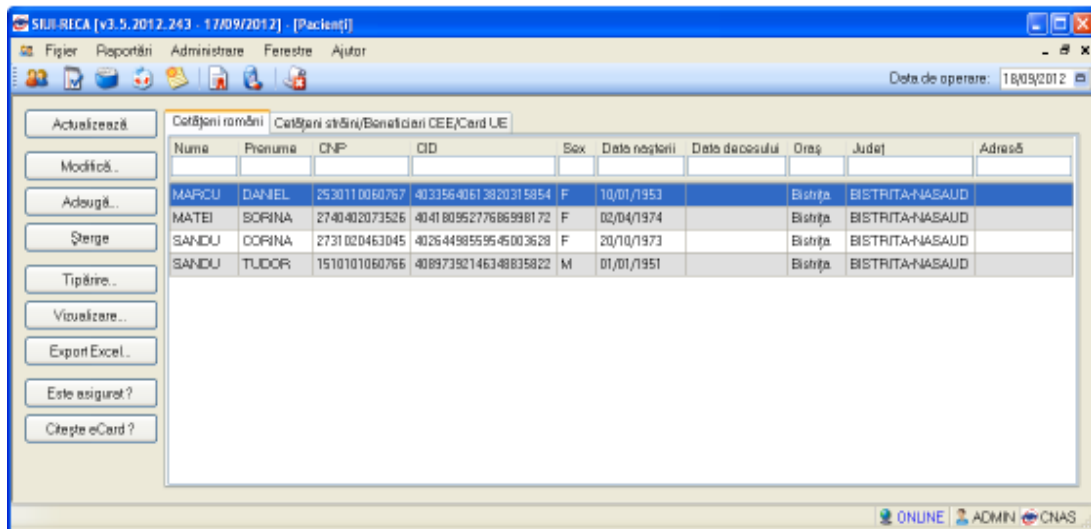 SIUI-RECA [v3.5.2012.243 - 17/09/2012] - [Pacienți]
Fișier Raportări Administrare Ferestre Ajutor
Data de operare: 18/09/2012
Actualizează
Modifică...
Adaugă...
Șterge
Tipărire...
Vizualizare...
Export Excel...
Este asigurat ?
Citește eCard ?
Cetățeni români Cetățeni străini/Beneficiari CEE/Card UE
Nume Prenume CNP CID Sex Data nașterii Data decesului Oraș Județ Adresă
MARCU DANIEL 2530110060767 40335640613820315854 F 10/01/1953 Bistrița BISTRITA-NASAUD
MATEI SORINA 2740402073526 40418095277686998172 F 02/04/1974 Bistrița BISTRITA-NASAUD
SANDU CORINA 2731020463045 40264498559545003628 F 20/10/1973 Bistrița BISTRITA-NASAUD
SANDU TUDOR 1510101060766 40897392146348835822 M 01/01/1951 Bistrița BISTRITA-NASAUD
ONLINE ADMIN CNAS